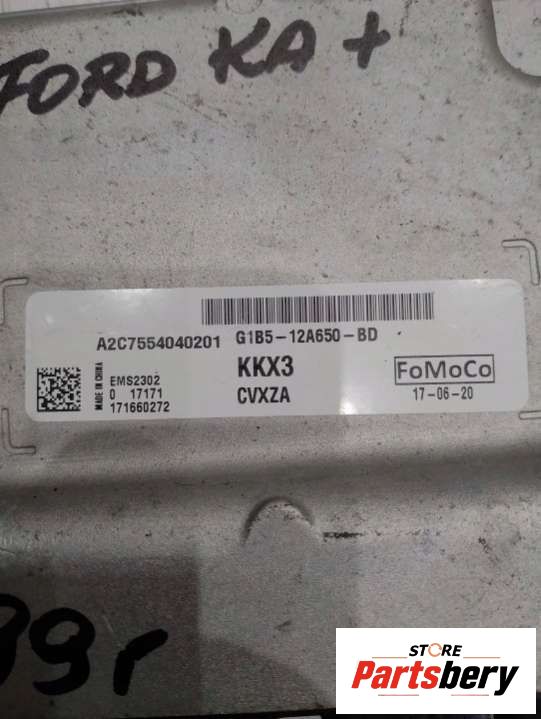 FORD KA +
A2C7554040201 G1B5-12A650-BD
MADE IN CHINA
EMS2302
0 17171
171660272
KKX3
CVXZA
FoMoCo
17-06-20
99r
STORE
Partsbery